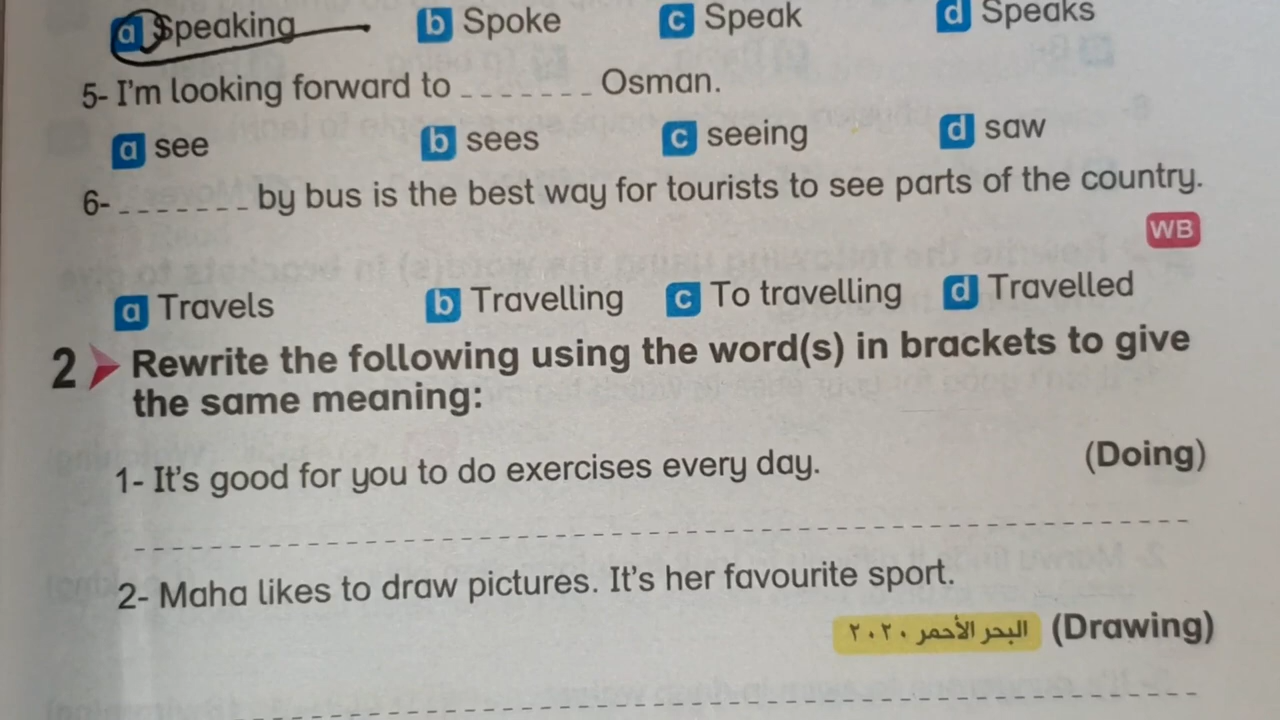 a Speaking b Spoke c Speak d Speaks
5- I'm looking forward to _______ Osman.
a see b sees c seeing d saw
6- _______ by bus is the best way for tourists to see parts of the country.
WB
a Travels b Travelling c To travelling d Travelled
2 Rewrite the following using the word(s) in brackets to give
the same meaning:
1- It's good for you to do exercises every day. (Doing)
2- Maha likes to draw pictures. It's her favourite sport.
البحر الأحمر ٢٠٢٠ (Drawing)